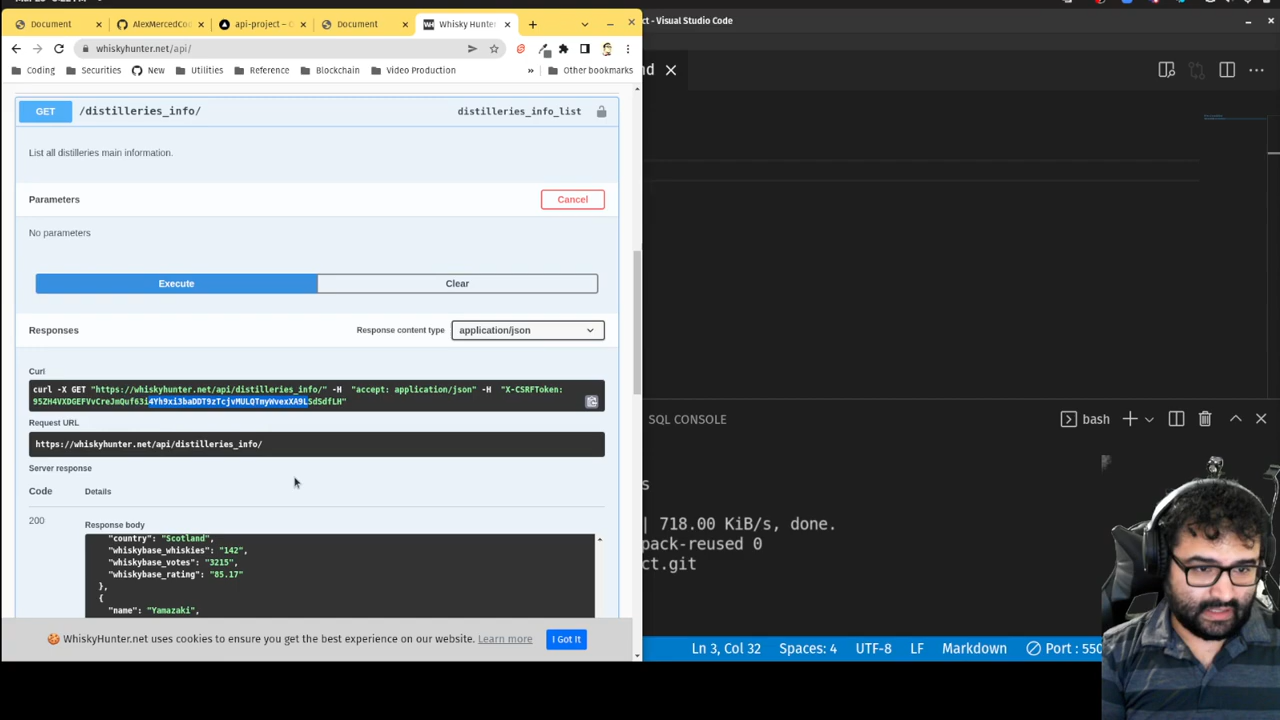 Document
AlexMercedCo
api-project – C
Document
Whisky Hunter
whiskyhunter.net/api/
Coding
Securities
New
Utilities
Reference
Blockchain
Video Production
»
Other bookmarks
GET
/distilleries_info/
distilleries_info_list
List all distilleries main information.
Parameters
Cancel
No parameters
Execute
Clear
Responses
Response content type
application/json
Curl
curl -X GET "https://whiskyhunter.net/api/distilleries_info/" -H  "accept: application/json" -H  "X-CSRFToken:
95ZH4VXDGEFVvCreJmQuf63i4Yh9xi3baDDT9zTcjvMULQTmyWvexXA9LSdSdfLH"
Request URL
https://whiskyhunter.net/api/distilleries_info/
Server response
Code
Details
200
Response body
"country": "Scotland",
"whiskybase_whiskies": "142",
"whiskybase_votes": "3215",
"whiskybase_rating": "85.17"
},
{
"name": "Yamazaki",
WhiskyHunter.net uses cookies to ensure you get the best experience on our website. Learn more
I Got It
ct - Visual Studio Code
nd
SQL CONSOLE
bash
s
| 718.00 KiB/s, done.
pack-reused 0
ct.git
Ln 3, Col 32
Spaces: 4
UTF-8
LF
Markdown
Port : 550